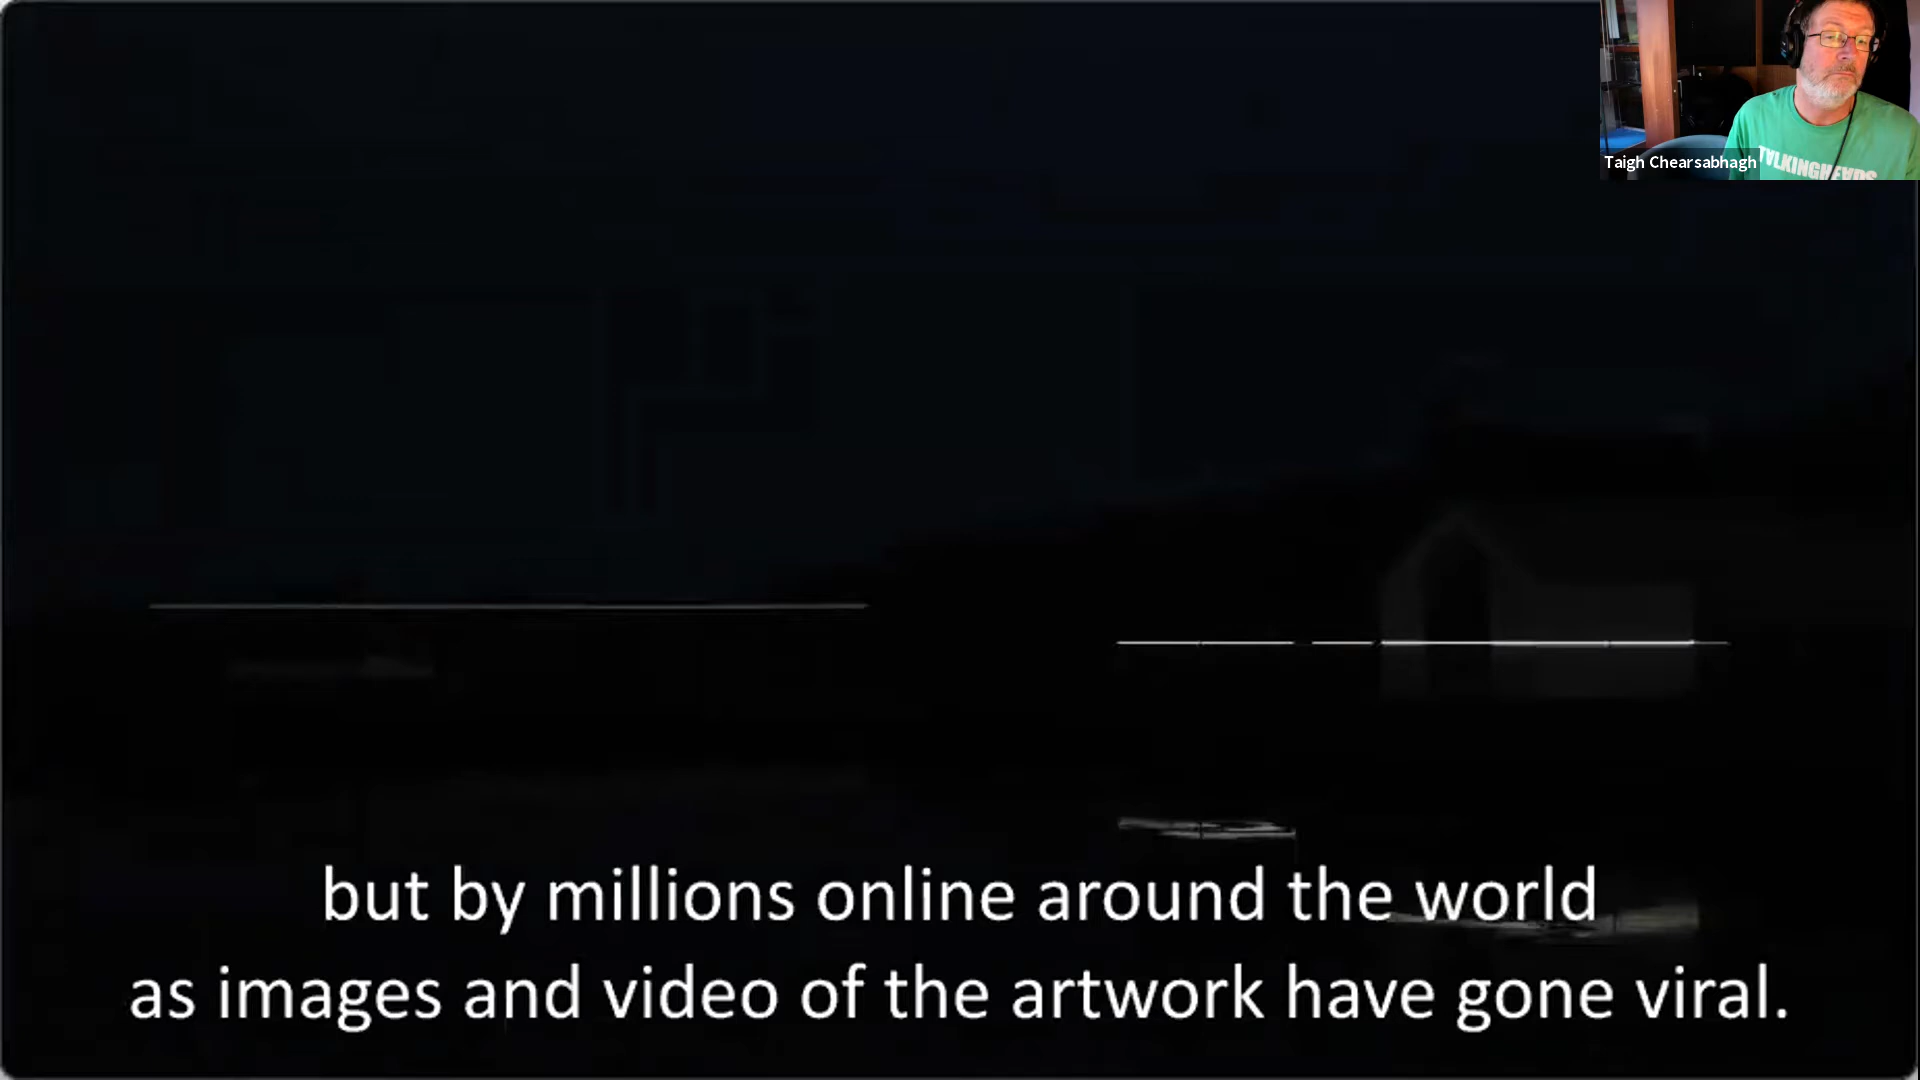 Taigh Chearsabhagh
TALKINGHEADS
but by millions online around the world
as images and video of the artwork have gone viral.